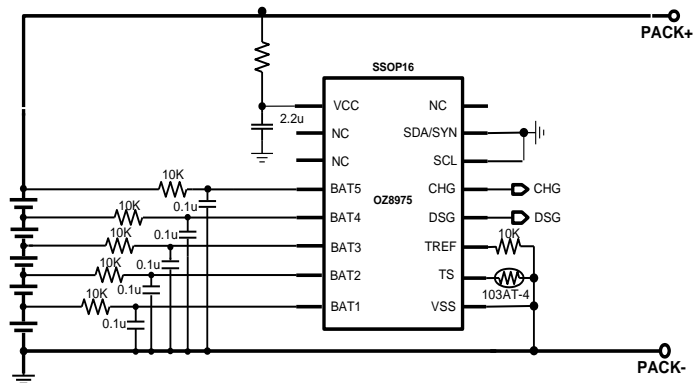 PACK+
SSOP16
VCC
NC
2.2u
NC
SDA/SYN
NC
SCL
10K
BAT5
CHG
CHG
OZ8975
10K
0.1u
BAT4
DSG
DSG
10K
0.1u
BAT3
TREF
10K
10K
0.1u
BAT2
TS
10K
0.1u
103AT-4
BAT1
VSS
0.1u
PACK-